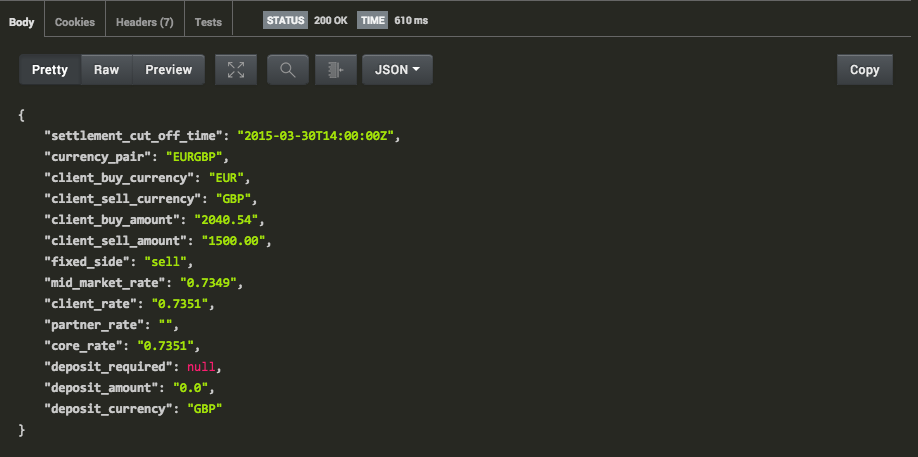 Body Cookies Headers (7) Tests STATUS 200 OK TIME 610 ms
Pretty Raw Preview JSON Copy
{
"settlement_cut_off_time": "2015-03-30T14:00:00Z",
"currency_pair": "EURGBP",
"client_buy_currency": "EUR",
"client_sell_currency": "GBP",
"client_buy_amount": "2040.54",
"client_sell_amount": "1500.00",
"fixed_side": "sell",
"mid_market_rate": "0.7349",
"client_rate": "0.7351",
"partner_rate": "",
"core_rate": "0.7351",
"deposit_required": null,
"deposit_amount": "0.0",
"deposit_currency": "GBP"
}